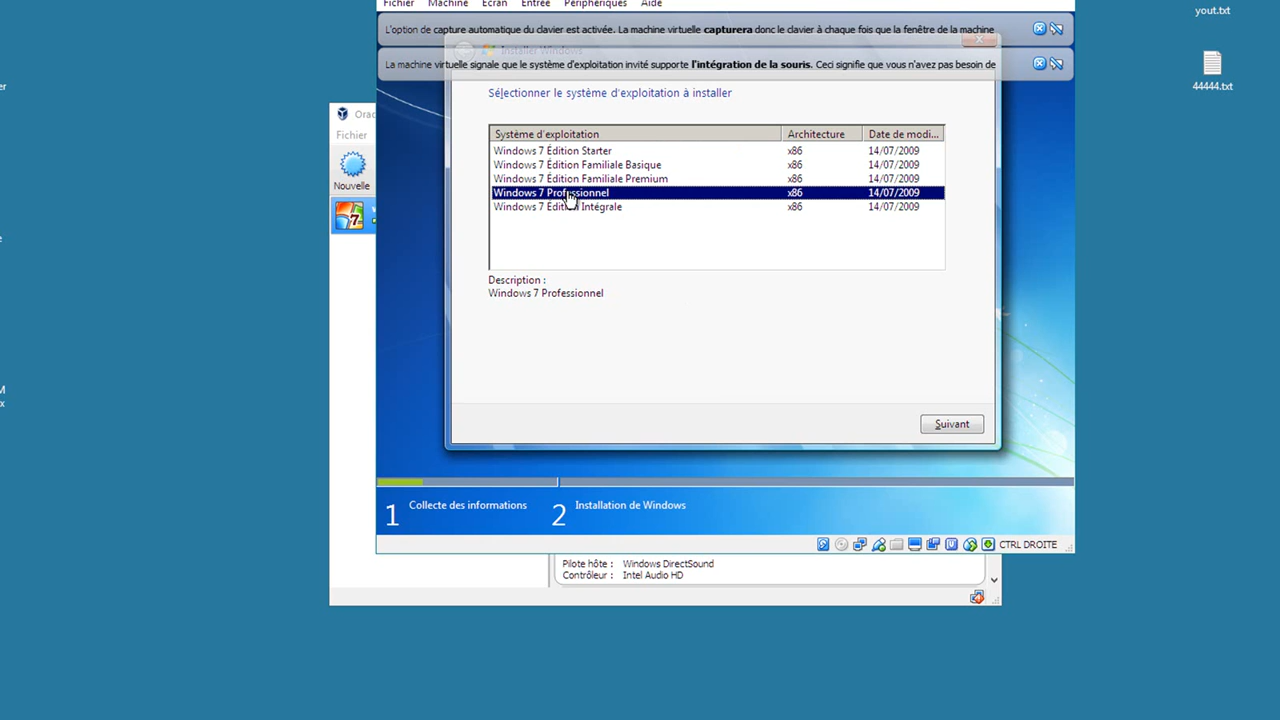 Fichier Machine Écran Entrée Périphériques Aide
yout.txt
L'option de capture automatique du clavier est activée. La machine virtuelle capturera donc le clavier à chaque fois que la fenêtre de la machine
Installer Windows
La machine virtuelle signale que le système d'exploitation invité supporte l'intégration de la souris. Ceci signifie que vous n'avez pas besoin de
44444.txt
er
Sélectionner le système d'exploitation à installer
Orac
Fichier
Système d'exploitation Architecture Date de modi...
Windows 7 Édition Starter x86 14/07/2009
Windows 7 Édition Familiale Basique x86 14/07/2009
Windows 7 Édition Familiale Premium x86 14/07/2009
Nouvelle
Windows 7 Professionnel x86 14/07/2009
Windows 7 Édition Intégrale x86 14/07/2009
e
Description :
Windows 7 Professionnel
M
x
Suivant
1 Collecte des informations 2 Installation de Windows
CTRL DROITE
Pilote hôte : Windows DirectSound
Contrôleur : Intel Audio HD